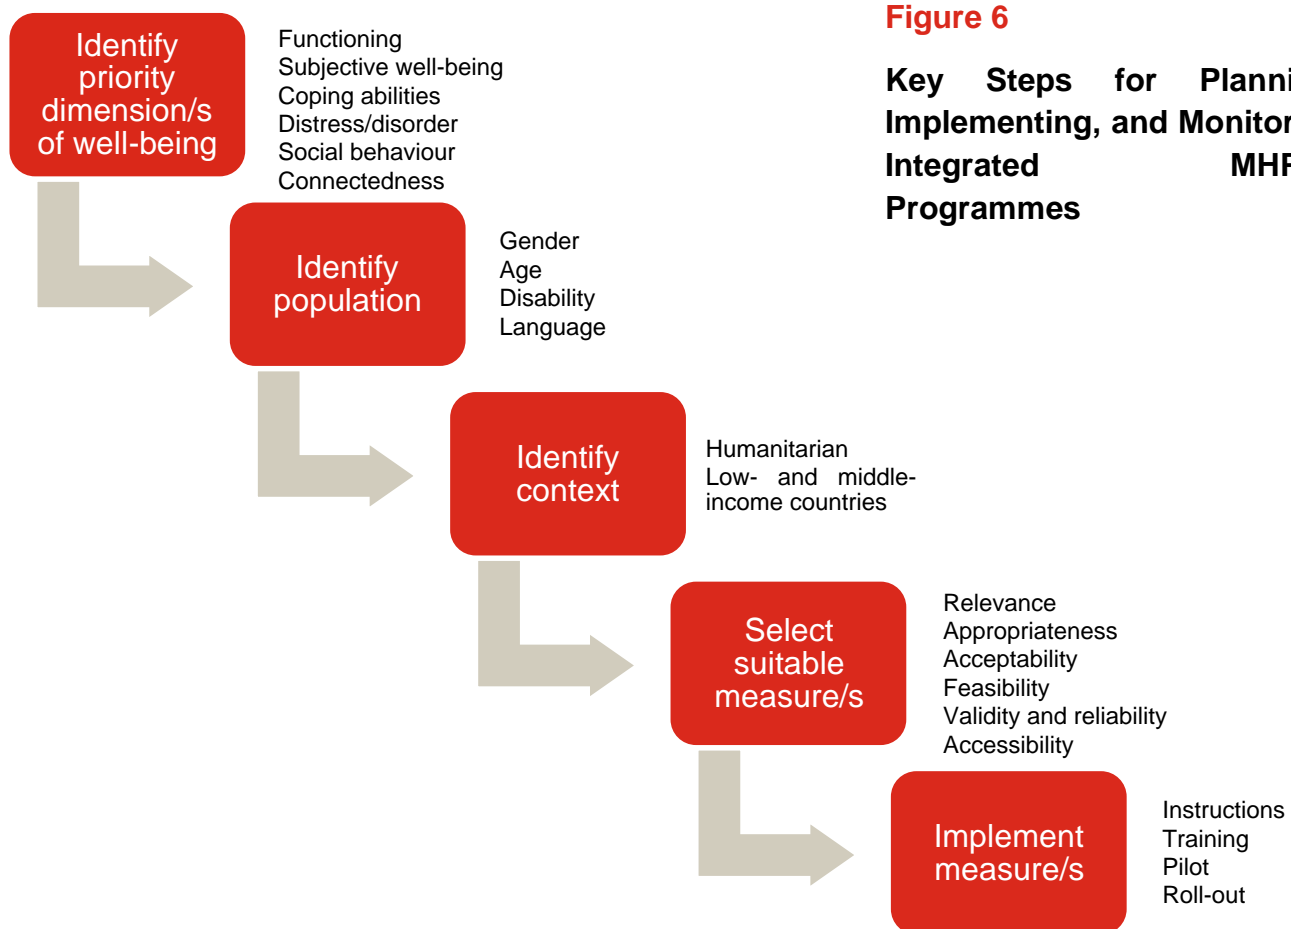 Figure 6
Key Steps for
Implementing, and
Integrated
Programmes
Identify
priority
dimension/s
of well-being
Functioning
Subjective well-being
Coping abilities
Distress/disorder
Social behaviour
Connectedness
Identify
population
Gender
Age
Disability
Language
Identify
context
Humanitarian
Low- and middle-
income countries
Select
suitable
measure/s
Relevance
Appropriateness
Acceptability
Feasibility
Validity and reliability
Accessibility
Implement
measure/s
Instructions
Training
Pilot
Roll-out